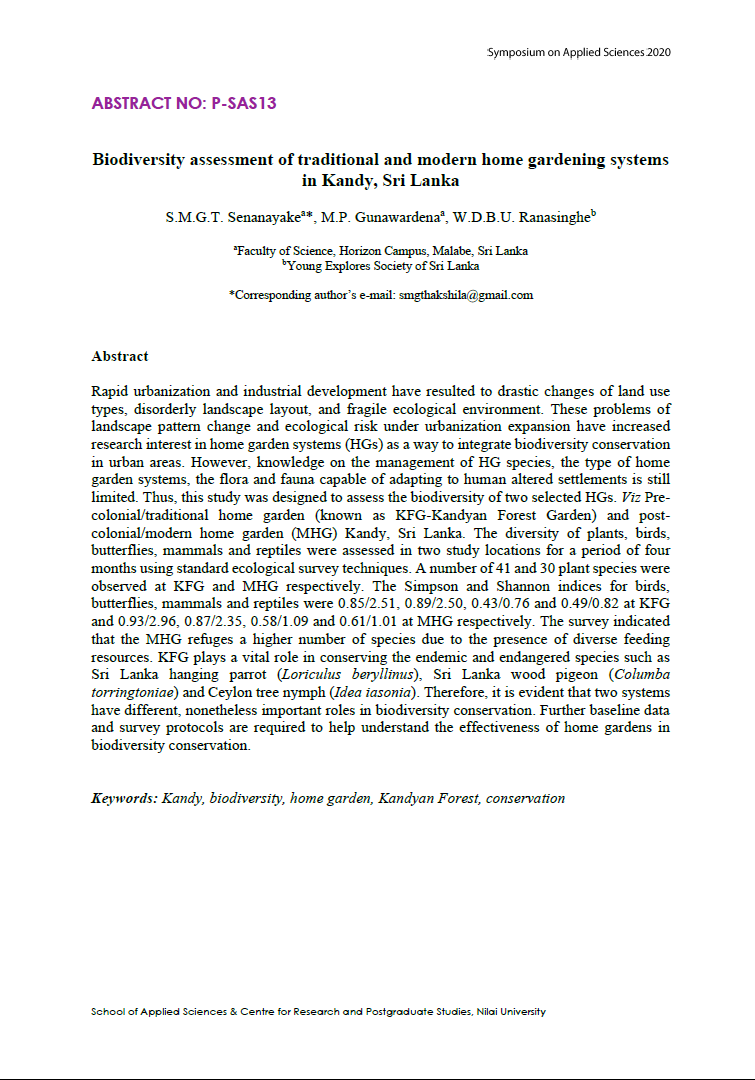 Symposium on Applied Sciences 2020
ABSTRACT NO: P-SAS13
Biodiversity assessment of traditional and modern home gardening systems
in Kandy, Sri Lanka
S.M.G.T. Senanayakeᵃ*, M.P. Gunawardenaᵃ, W.D.B.U. Ranasingheᵇ
ᵃFaculty of Science, Horizon Campus, Malabe, Sri Lanka
ᵇYoung Explores Society of Sri Lanka
*Corresponding author's e-mail: smgthakshila@gmail.com
Abstract
Rapid urbanization and industrial development have resulted to drastic changes of land use
types, disorderly landscape layout, and fragile ecological environment. These problems of
landscape pattern change and ecological risk under urbanization expansion have increased
research interest in home garden systems (HGs) as a way to integrate biodiversity conservation
in urban areas. However, knowledge on the management of HG species, the type of home
garden systems, the flora and fauna capable of adapting to human altered settlements is still
limited. Thus, this study was designed to assess the biodiversity of two selected HGs. Viz Pre-
colonial/traditional home garden (known as KFG-Kandyan Forest Garden) and post-
colonial/modern home garden (MHG) Kandy, Sri Lanka. The diversity of plants, birds,
butterflies, mammals and reptiles were assessed in two study locations for a period of four
months using standard ecological survey techniques. A number of 41 and 30 plant species were
observed at KFG and MHG respectively. The Simpson and Shannon indices for birds,
butterflies, mammals and reptiles were 0.85/2.51, 0.89/2.50, 0.43/0.76 and 0.49/0.82 at KFG
and 0.93/2.96, 0.87/2.35, 0.58/1.09 and 0.61/1.01 at MHG respectively. The survey indicated
that the MHG refuges a higher number of species due to the presence of diverse feeding
resources. KFG plays a vital role in conserving the endemic and endangered species such as
Sri Lanka hanging parrot (Loriculus beryllinus), Sri Lanka wood pigeon (Columba
torringtoniae) and Ceylon tree nymph (Idea iasonia). Therefore, it is evident that two systems
have different, nonetheless important roles in biodiversity conservation. Further baseline data
and survey protocols are required to help understand the effectiveness of home gardens in
biodiversity conservation.
Keywords: Kandy, biodiversity, home garden, Kandyan Forest, conservation
School of Applied Sciences & Centre for Research and Postgraduate Studies, Nilai University